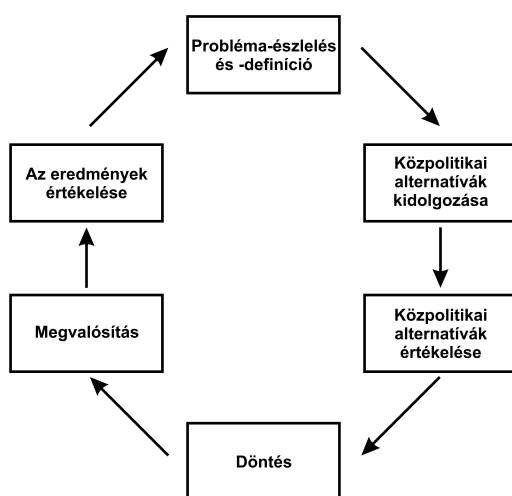 Probléma-észlelés
és -definíció
Közpolitikai
alternatívák
kidolgozása
Közpolitikai
alternatívák
értékelése
Döntés
Megvalósítás
Az eredmények
értékelése